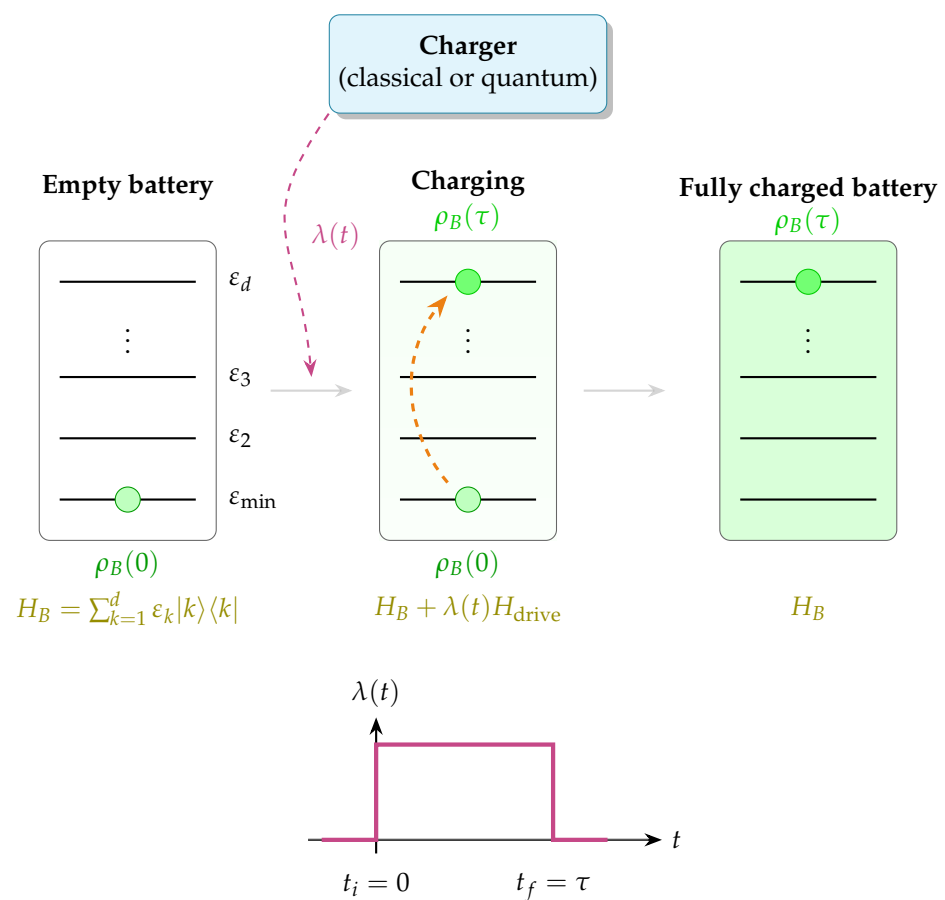 Charger
(classical or quantum)
Empty battery
Charging
Fully charged battery
ρ_B(τ)
ρ_B(τ)
λ(t)
ε_d
⋮
⋮
⋮
ε_3
ε_2
ε_min
ρ_B(0)
ρ_B(0)
H_B = ∑_{k=1}^{d} ε_k|k⟩⟨k|
H_B + λ(t)H_drive
H_B
λ(t)
t
t_i = 0
t_f = τ